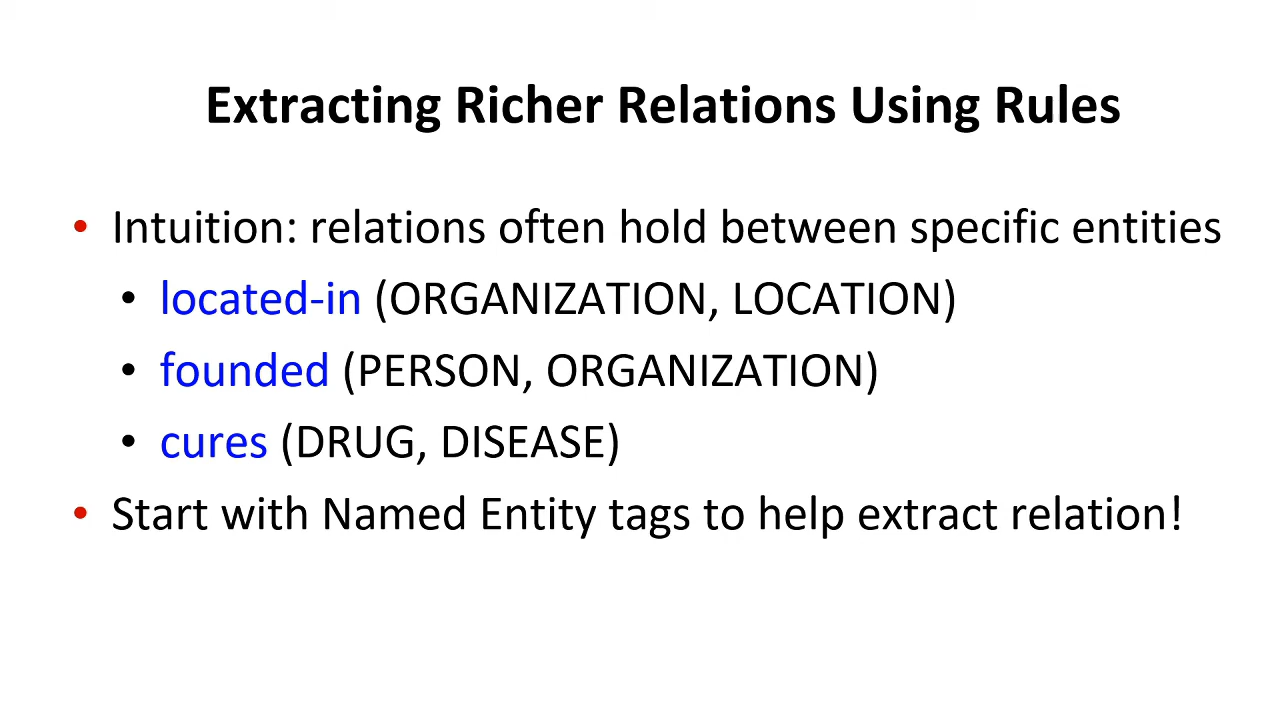 Extracting Richer Relations Using Rules
• Intuition: relations often hold between specific entities
• located-in (ORGANIZATION, LOCATION)
• founded (PERSON, ORGANIZATION)
• cures (DRUG, DISEASE)
• Start with Named Entity tags to help extract relation!